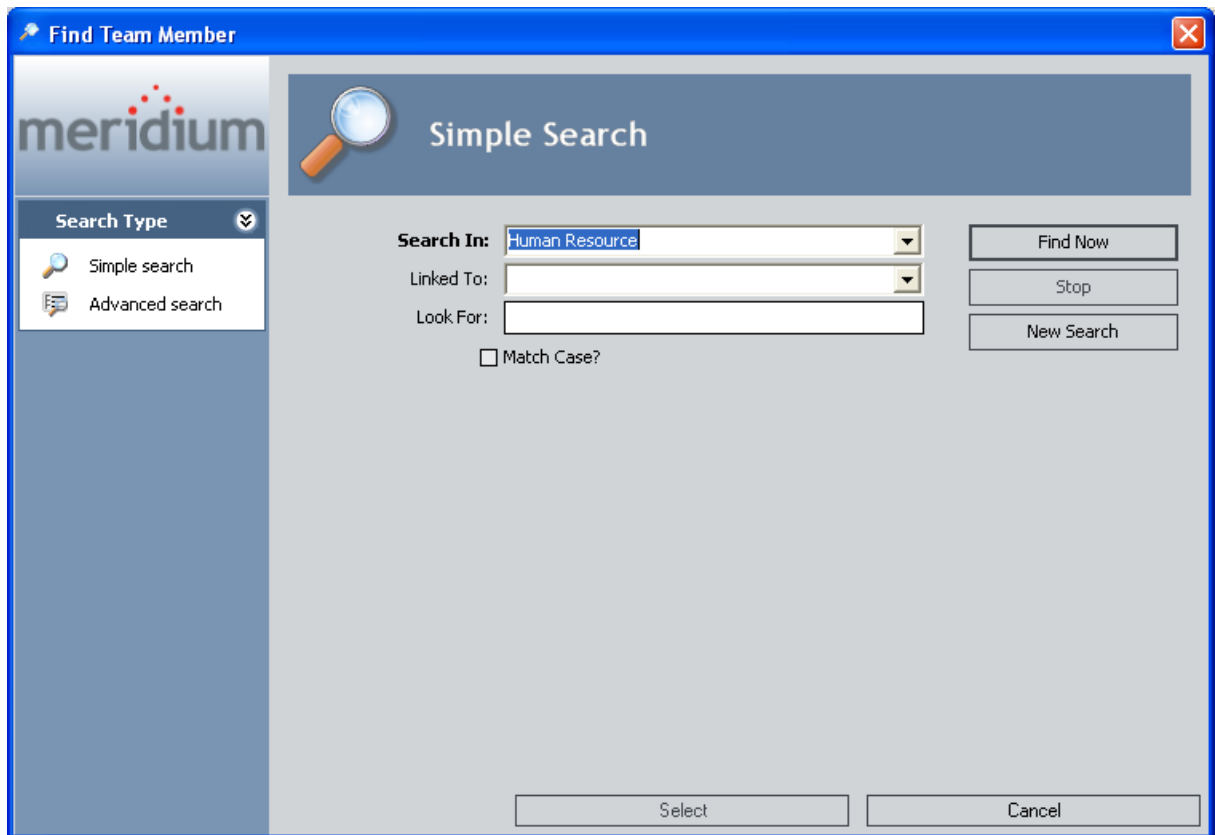 Find Team Member
meridium
Simple Search
Search Type
Simple search
Advanced search
Search In: Human Resource
Linked To:
Look For:
Match Case?
Find Now
Stop
New Search
Select
Cancel